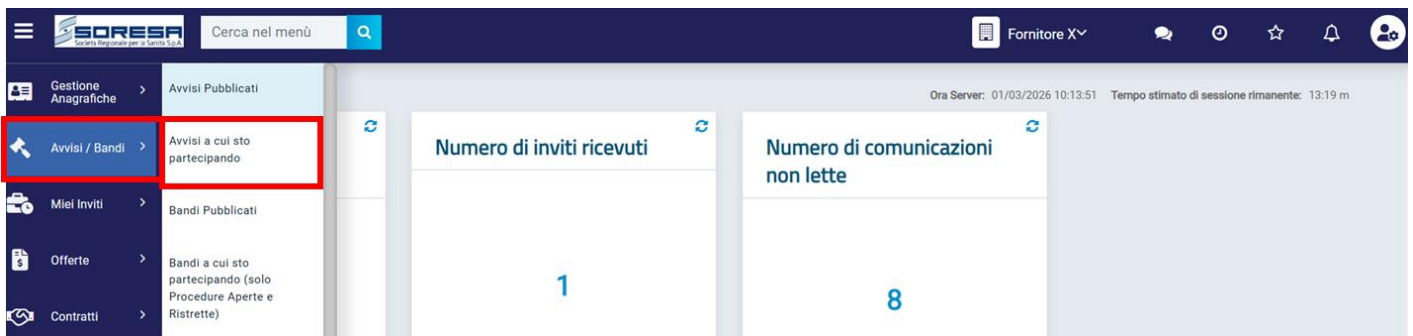 SORESA
Società Regionale per la Sanità S.p.A.
Cerca nel menù
Fornitore X
Gestione
Anagrafiche
Avvisi / Bandi
Miei Inviti
Offerte
Contratti
Avvisi Pubblicati
Avvisi a cui sto
partecipando
Bandi Pubblicati
Bandi a cui sto
partecipando (solo
Procedure Aperte e
Ristrette)
Ora Server: 01/03/2026 10:13:51 Tempo stimato di sessione rimanente: 13:19 m
Numero di inviti ricevuti
1
Numero di comunicazioni
non lette
8